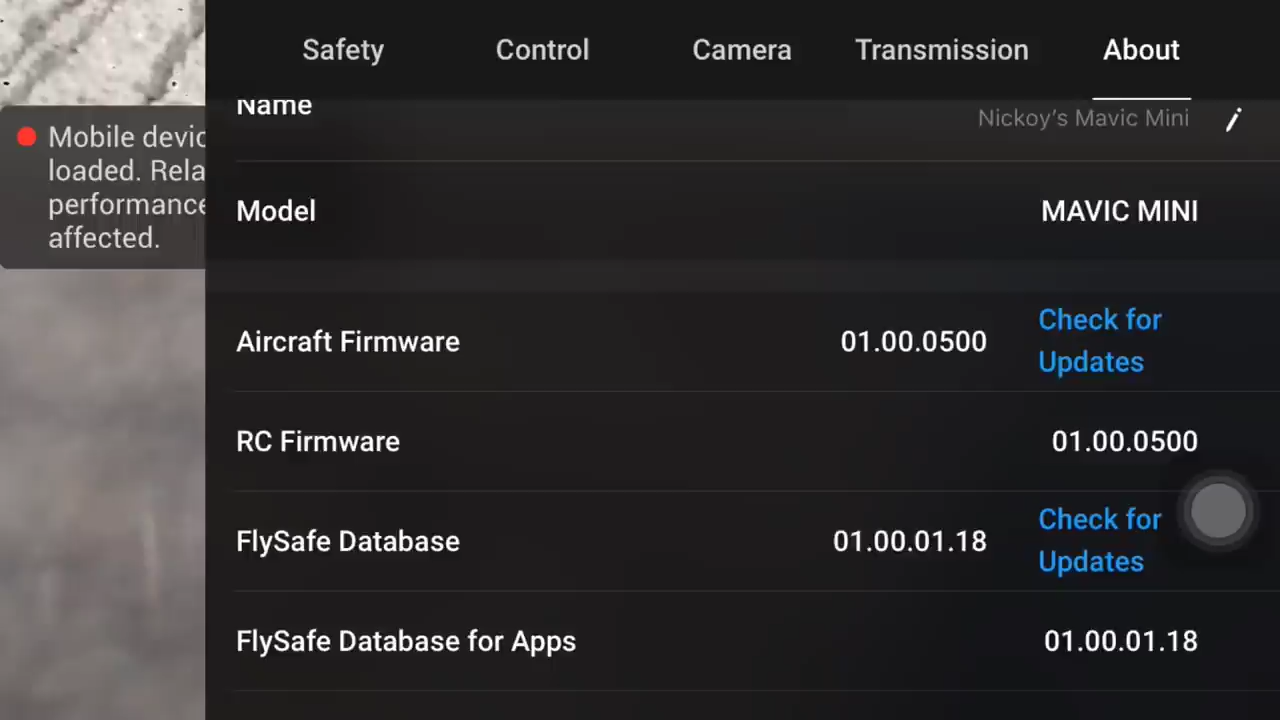 Safety Control Camera Transmission About
Name Nickoy's Mavic Mini
Mobile devic
loaded. Rela
performance
affected.
Model MAVIC MINI
Aircraft Firmware 01.00.0500 Check for
Updates
RC Firmware 01.00.0500
FlySafe Database 01.00.01.18 Check for
Updates
FlySafe Database for Apps 01.00.01.18